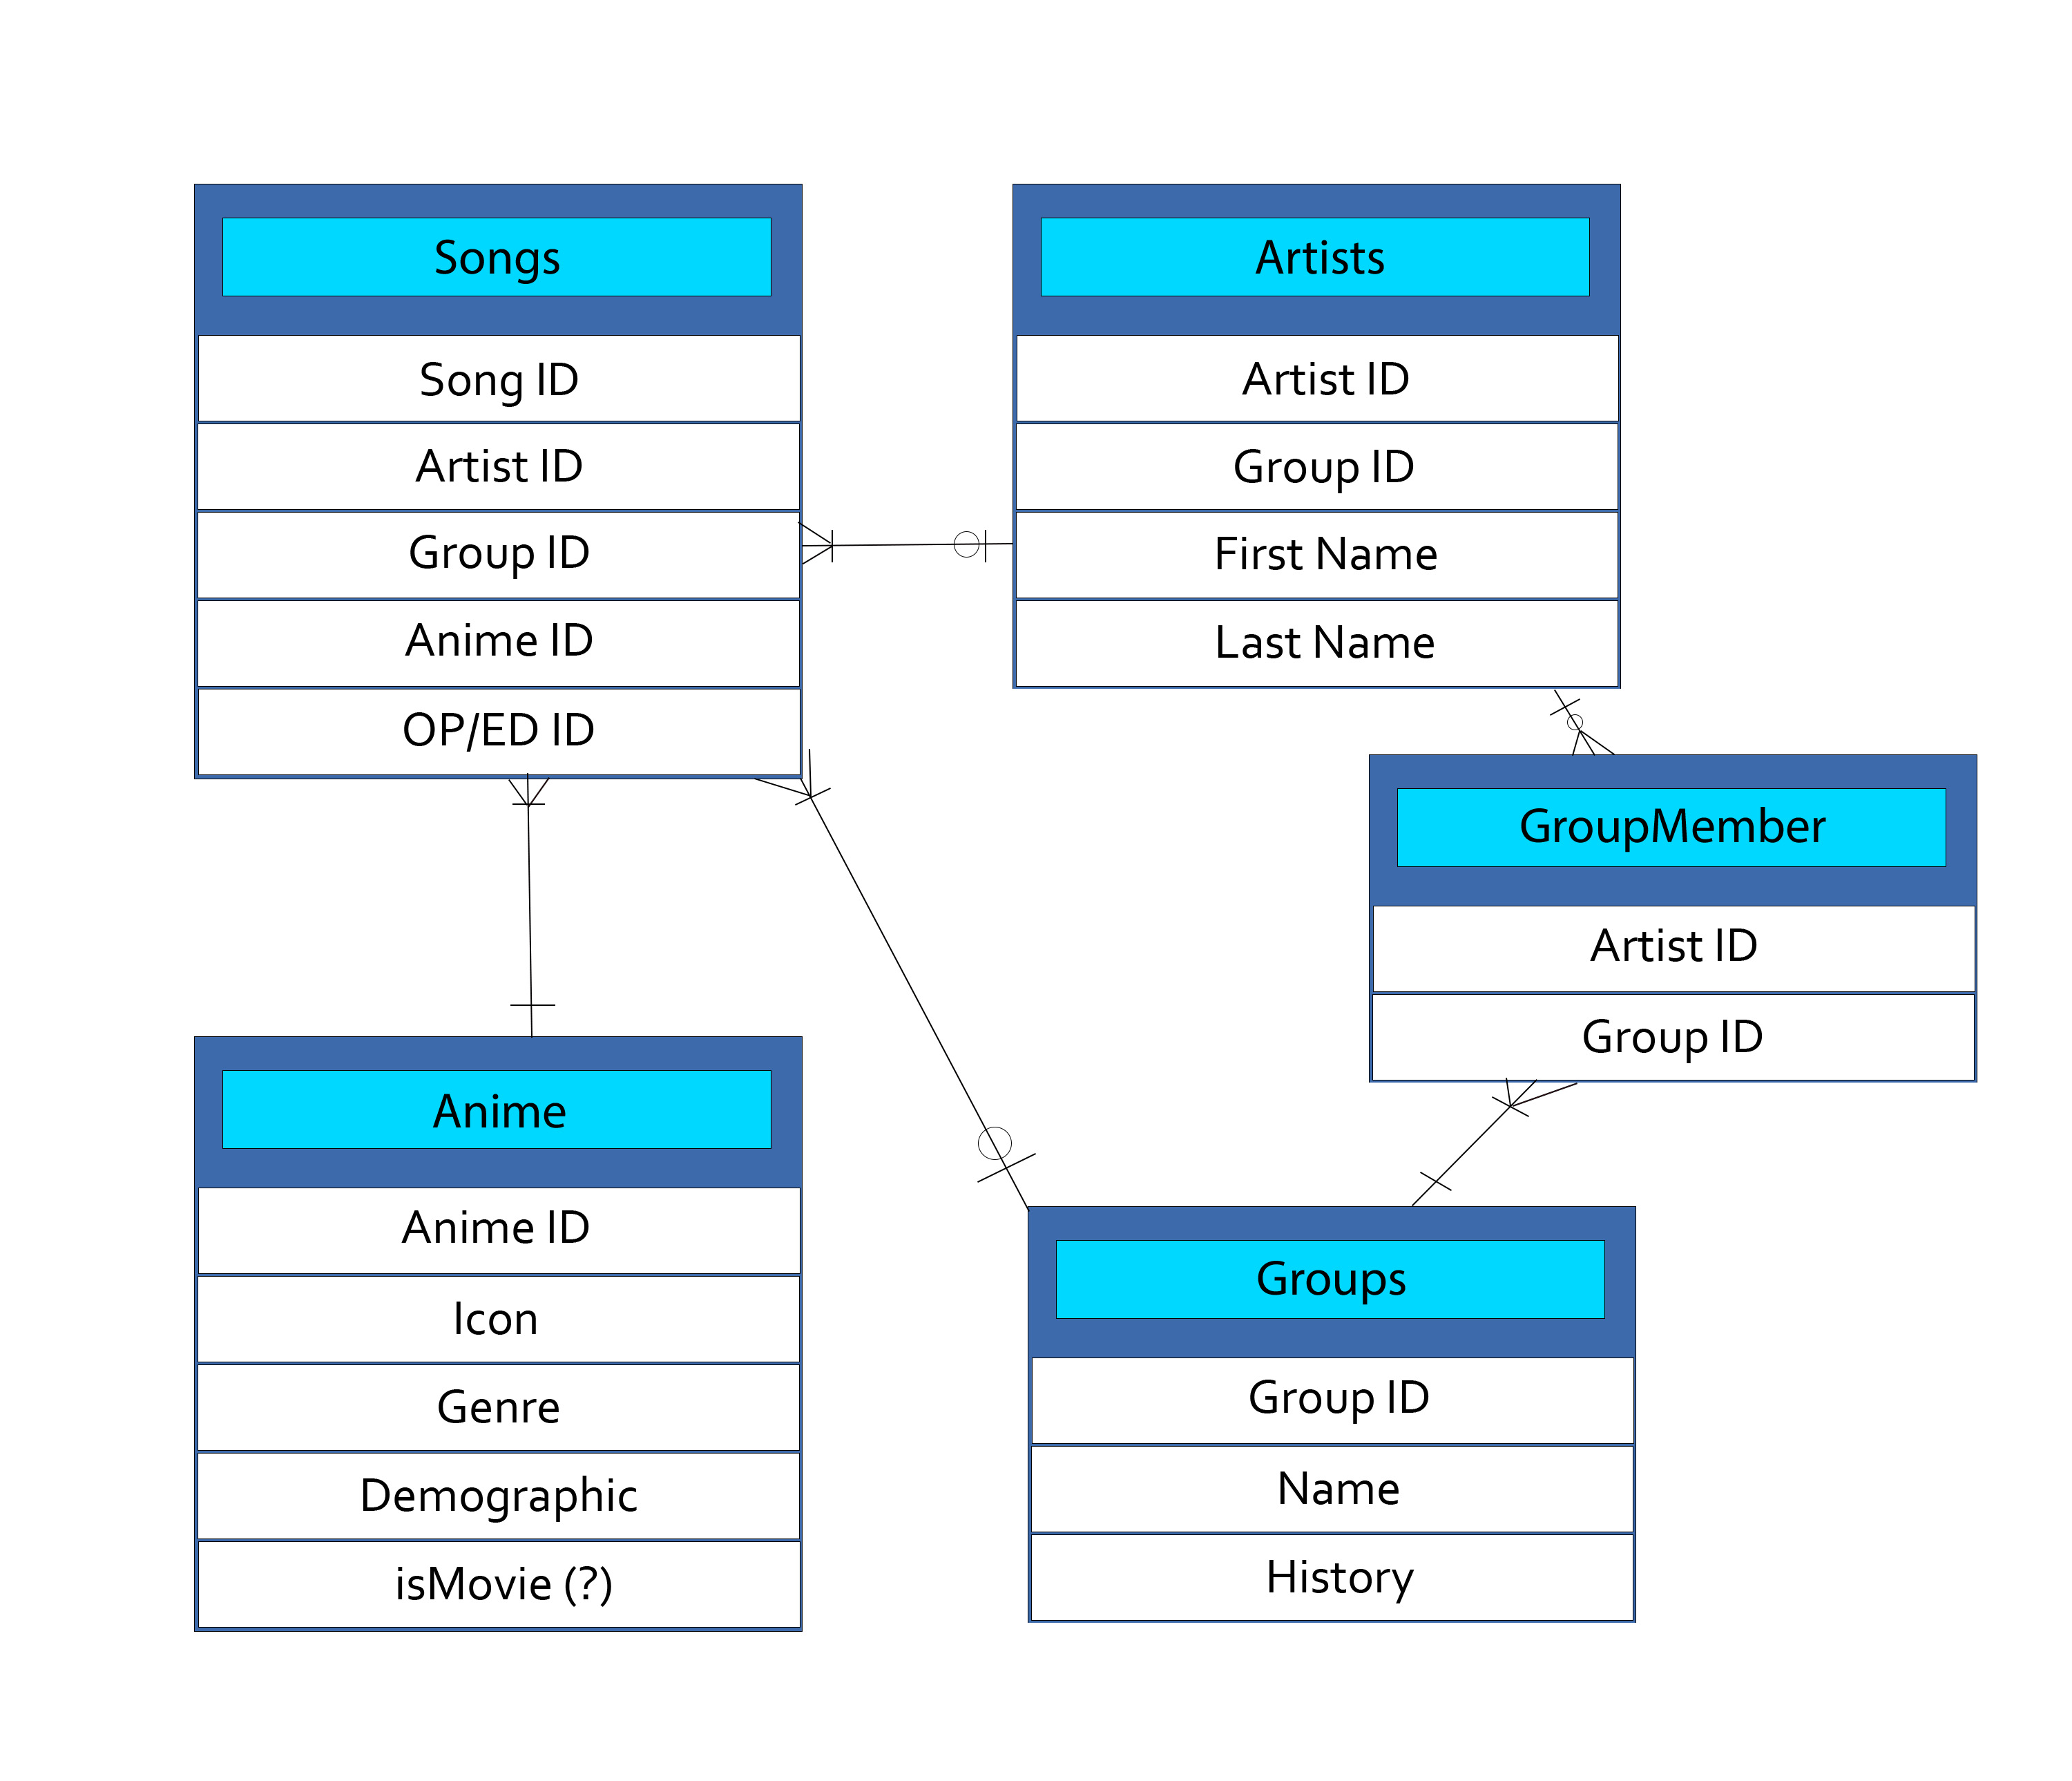 Songs
Song ID
Artist ID
Group ID
Anime ID
OP/ED ID
Artists
Artist ID
Group ID
First Name
Last Name
GroupMember
Artist ID
Group ID
Anime
Anime ID
Icon
Genre
Demographic
isMovie (?)
Groups
Group ID
Name
History